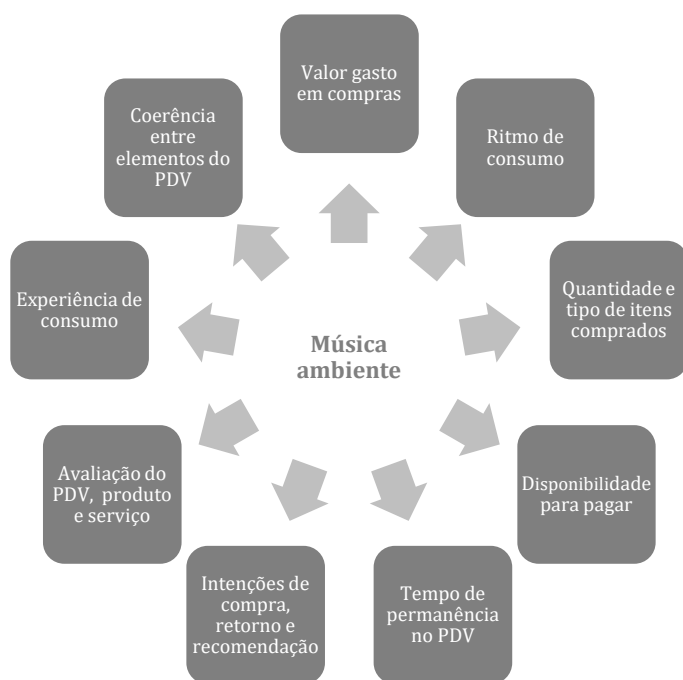 Valor gasto
em compras
Ritmo de
consumo
Quantidade e
tipo de itens
comprados
Disponibilidade
para pagar
Tempo de
permanência
no PDV
Intenções de
compra,
retorno e
recomendação
Avaliação do
PDV, produto
e serviço
Experiência de
consumo
Coerência
entre
elementos do
PDV
Música
ambiente